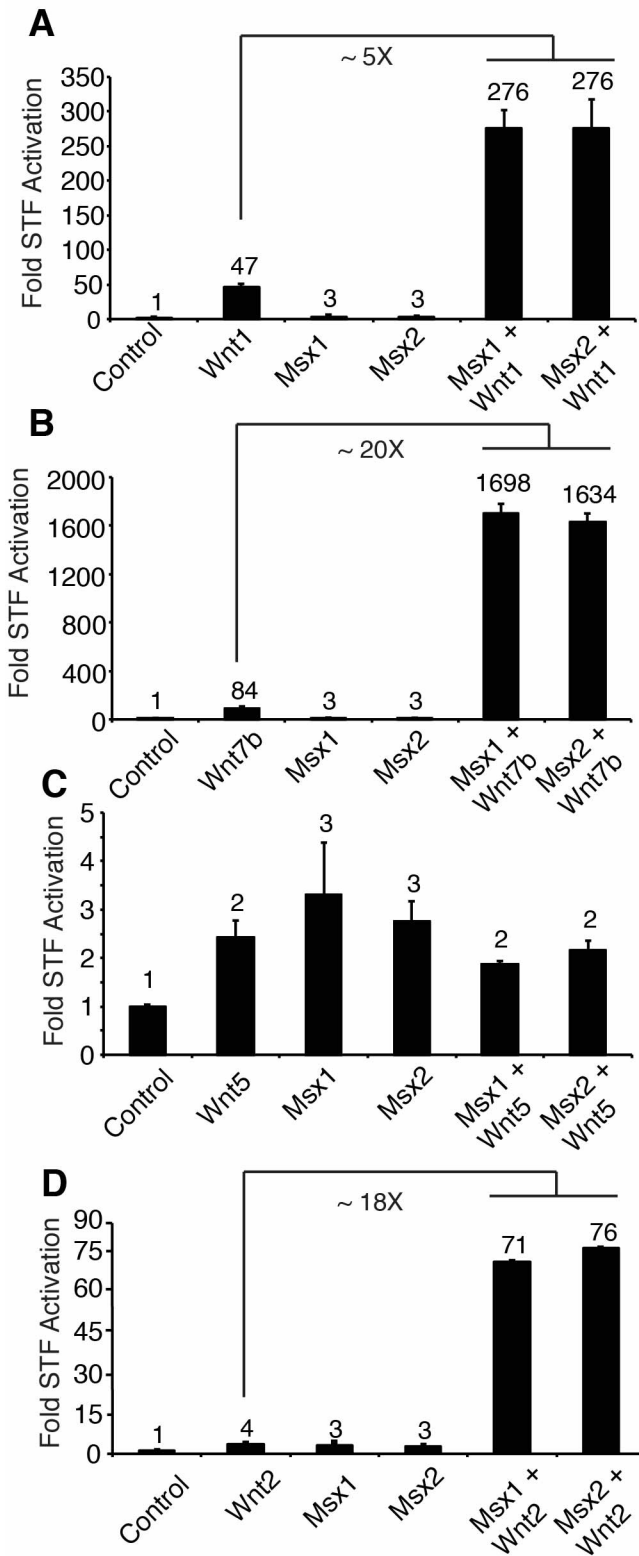 A
Fold STF Activation
350
300
250
200
150
100
50
0
~ 5X
1
47
3
3
276
276
Control
Wnt1
Msx1
Msx2
Msx1 +
Wnt1
Msx2 +
Wnt1
B
Fold STF Activation
2000
1600
1200
800
400
0
~ 20X
1
84
3
3
1698
1634
Control
Wnt7b
Msx1
Msx2
Msx1 +
Wnt7b
Msx2 +
Wnt7b
C
Fold STF Activation
5
4
3
2
1
0
1
2
3
3
2
2
Control
Wnt5
Msx1
Msx2
Msx1 +
Wnt5
Msx2 +
Wnt5
D
Fold STF Activation
90
75
60
45
30
15
0
~ 18X
1
4
3
3
71
76
Control
Wnt2
Msx1
Msx2
Msx1 +
Wnt2
Msx2 +
Wnt2